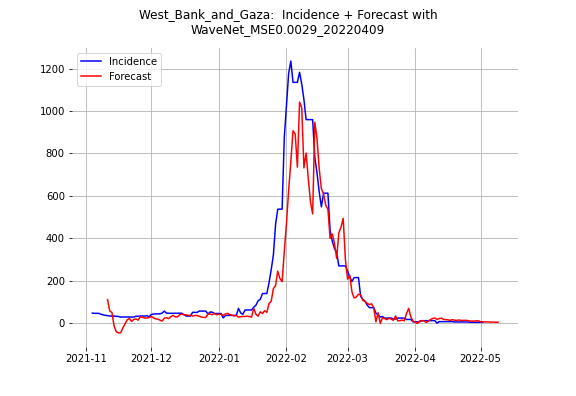 West_Bank_and_Gaza:  Incidence + Forecast with
WaveNet_MSE0.0029_20220409
Incidence
Forecast
1200
1000
800
600
400
200
0
2021-11 2021-12 2022-01 2022-02 2022-03 2022-04 2022-05